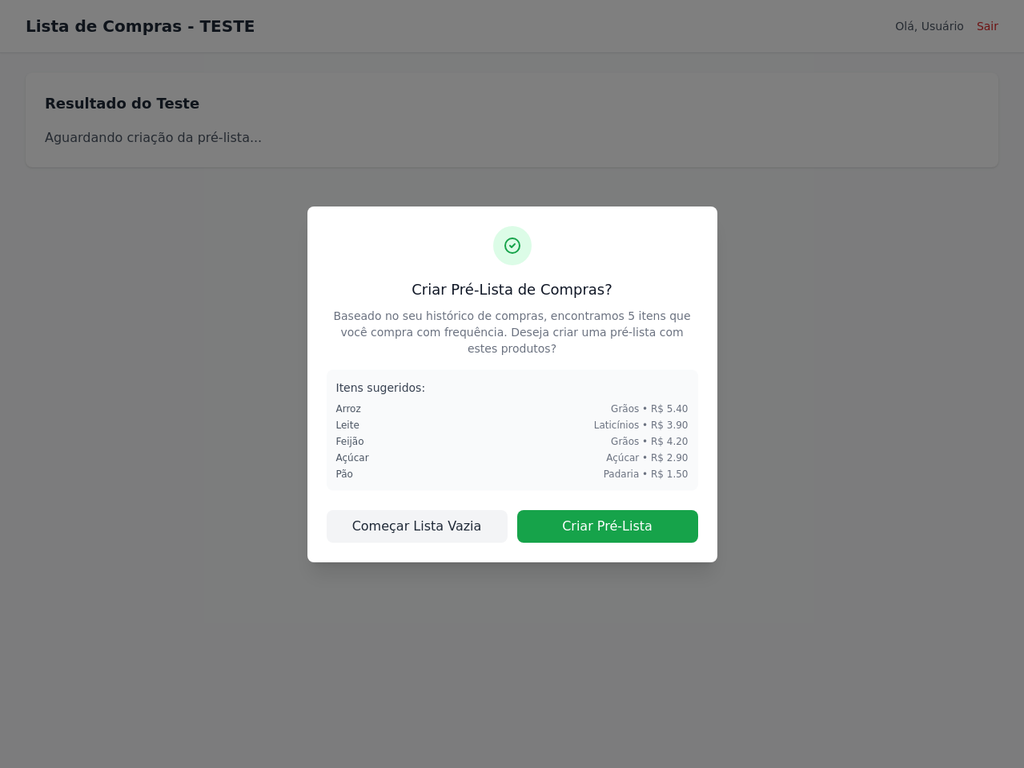 Lista de Compras - TESTE
Olá, Usuário Sair
Resultado do Teste
Aguardando criação da pré-lista...
Criar Pré-Lista de Compras?
Baseado no seu histórico de compras, encontramos 5 itens que
você compra com frequência. Deseja criar uma pré-lista com
estes produtos?
Itens sugeridos:
Arroz Grãos • R$ 5.40
Leite Laticínios • R$ 3.90
Feijão Grãos • R$ 4.20
Açúcar Açúcar • R$ 2.90
Pão Padaria • R$ 1.50
Começar Lista Vazia Criar Pré-Lista